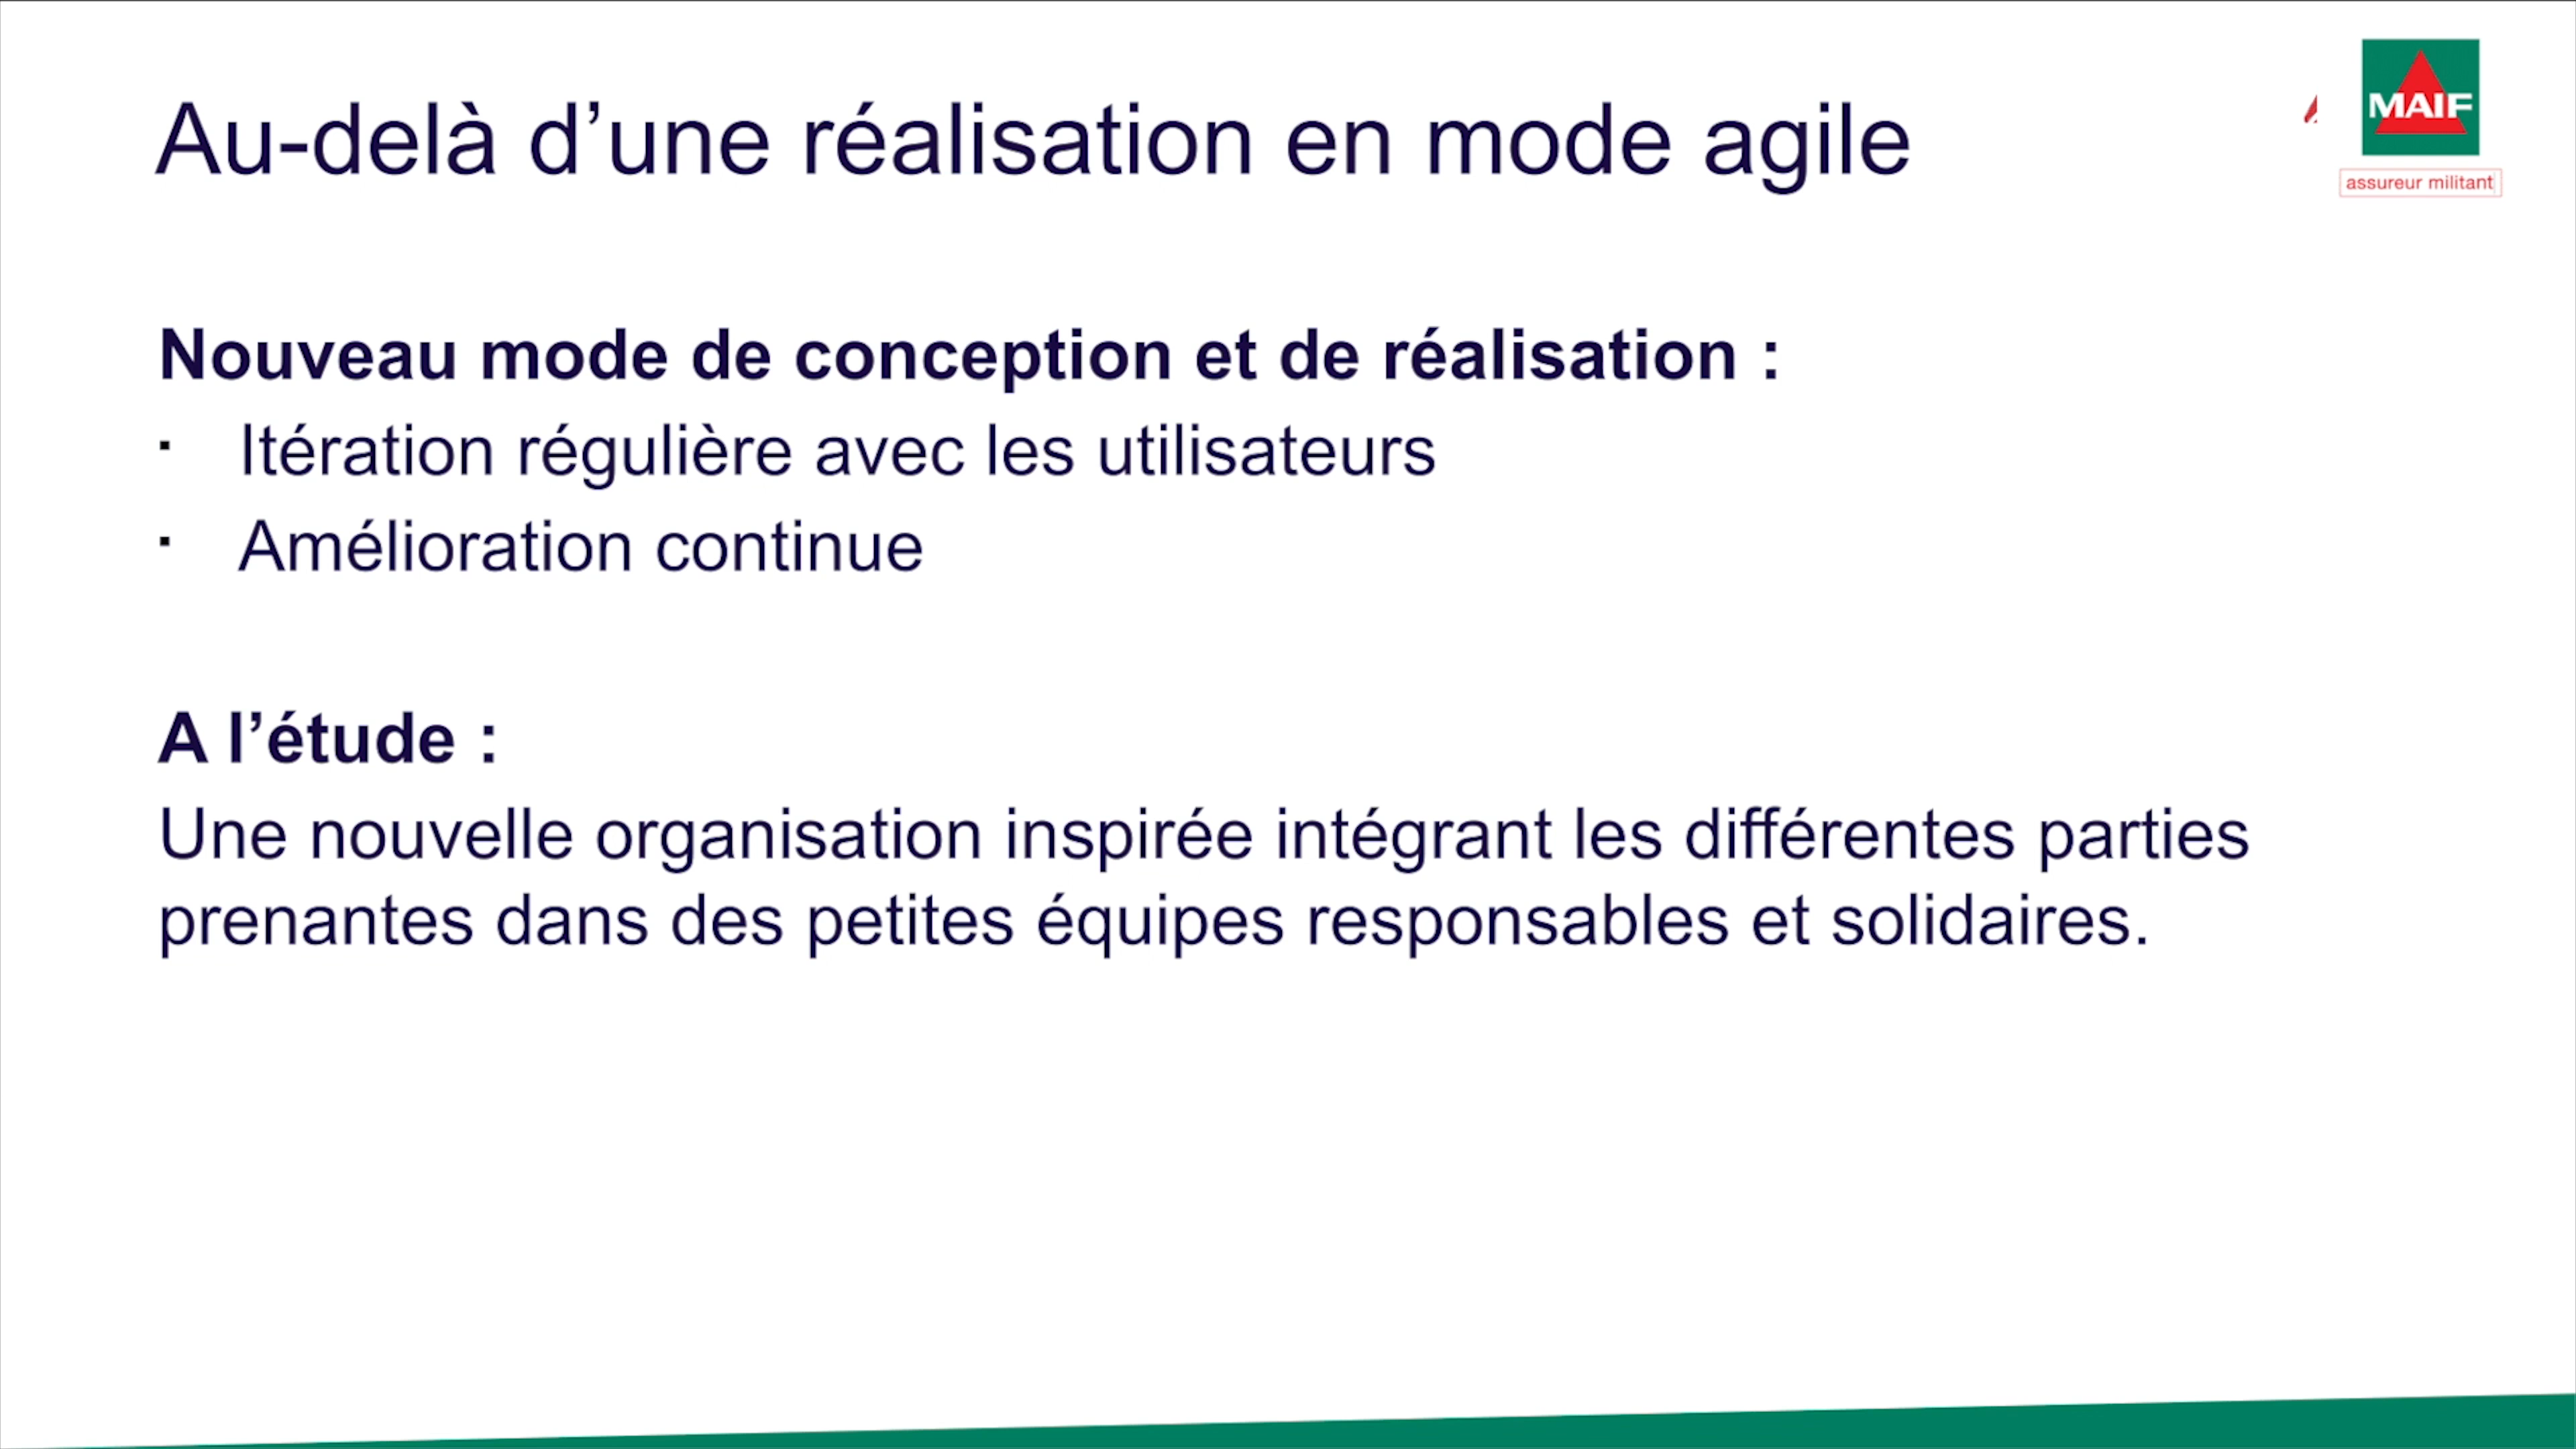 Au-delà d’une réalisation en mode agile
MAIF
assureur militant
Nouveau mode de conception et de réalisation :
▪ Itération régulière avec les utilisateurs
▪ Amélioration continue
A l’étude :
Une nouvelle organisation inspirée intégrant les différentes parties
prenantes dans des petites équipes responsables et solidaires.